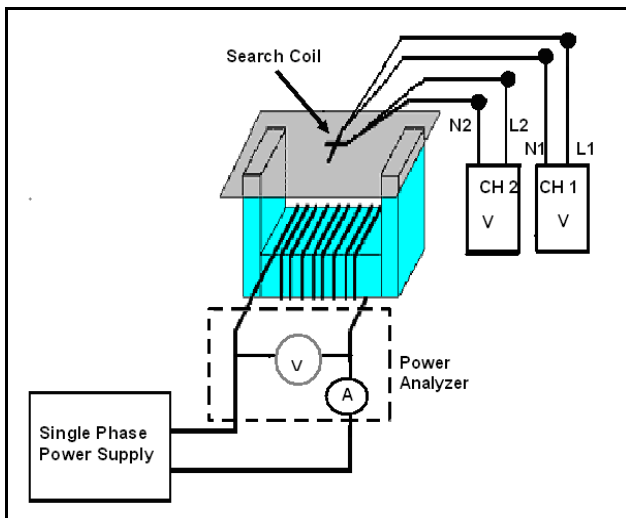 Search Coil
N2
L2
N1
L1
CH 2
V
CH 1
V
V
A
Power
Analyzer
Single Phase
Power Supply